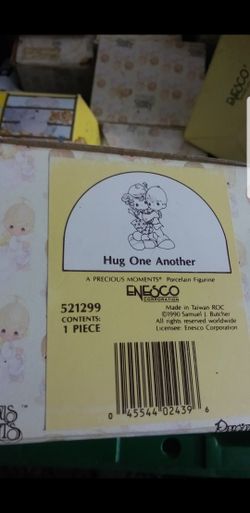 ENESCO
Hug One Another
A PRECIOUS MOMENTS® Porcelain Figurine
ENESCO
CORPORATION
521299
CONTENTS:
1 PIECE
Made in Taiwan ROC
©1990 Samuel J. Butcher
All rights reserved worldwide
Licensee: Enesco Corporation
0 45544 02439 6